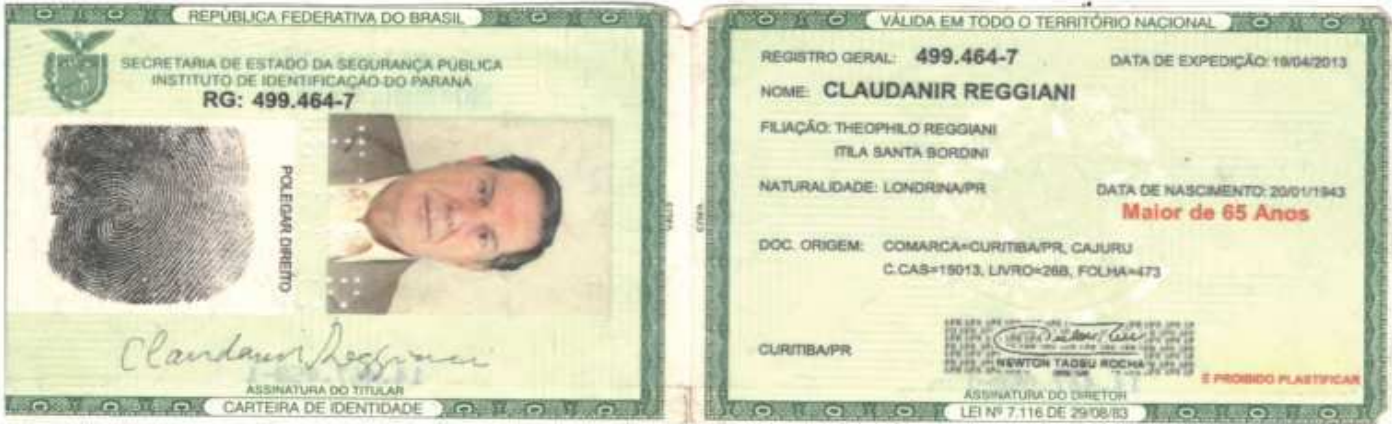 REPÚBLICA FEDERATIVA DO BRASIL
SECRETARIA DE ESTADO DA SEGURANÇA PÚBLICA
INSTITUTO DE IDENTIFICAÇÃO DO PARANÁ
RG: 499.464-7
POLEGAR DIREITO
Claudanir Reggiani
ASSINATURA DO TITULAR
CARTEIRA DE IDENTIDADE
VÁLIDA EM TODO O TERRITÓRIO NACIONAL
REGISTRO GERAL: 499.464-7 DATA DE EXPEDIÇÃO: 19/04/2013
NOME: CLAUDANIR REGGIANI
FILIAÇÃO: THEOPHILO REGGIANI
ITILA SANTA BORDINI
NATURALIDADE: LONDRINA/PR DATA DE NASCIMENTO: 20/01/1943
Maior de 65 Anos
DOC. ORIGEM: COMARCA=CURITIBA/PR, CAJURU
C.CAS=15013, LIVRO=26B, FOLHA=473
CURITIBA/PR
NEWTON TADEU ROCHA
É PROIBIDO PLASTIFICAR
ASSINATURA DO DIRETOR
LEI Nº 7.116 DE 29/08/83